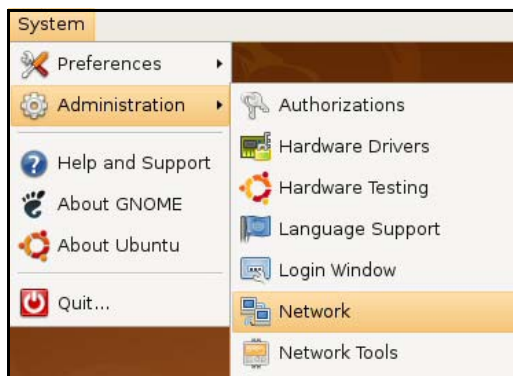 System
Preferences
Administration
Help and Support
About GNOME
About Ubuntu
Quit...
Authorizations
Hardware Drivers
Hardware Testing
Language Support
Login Window
Network
Network Tools